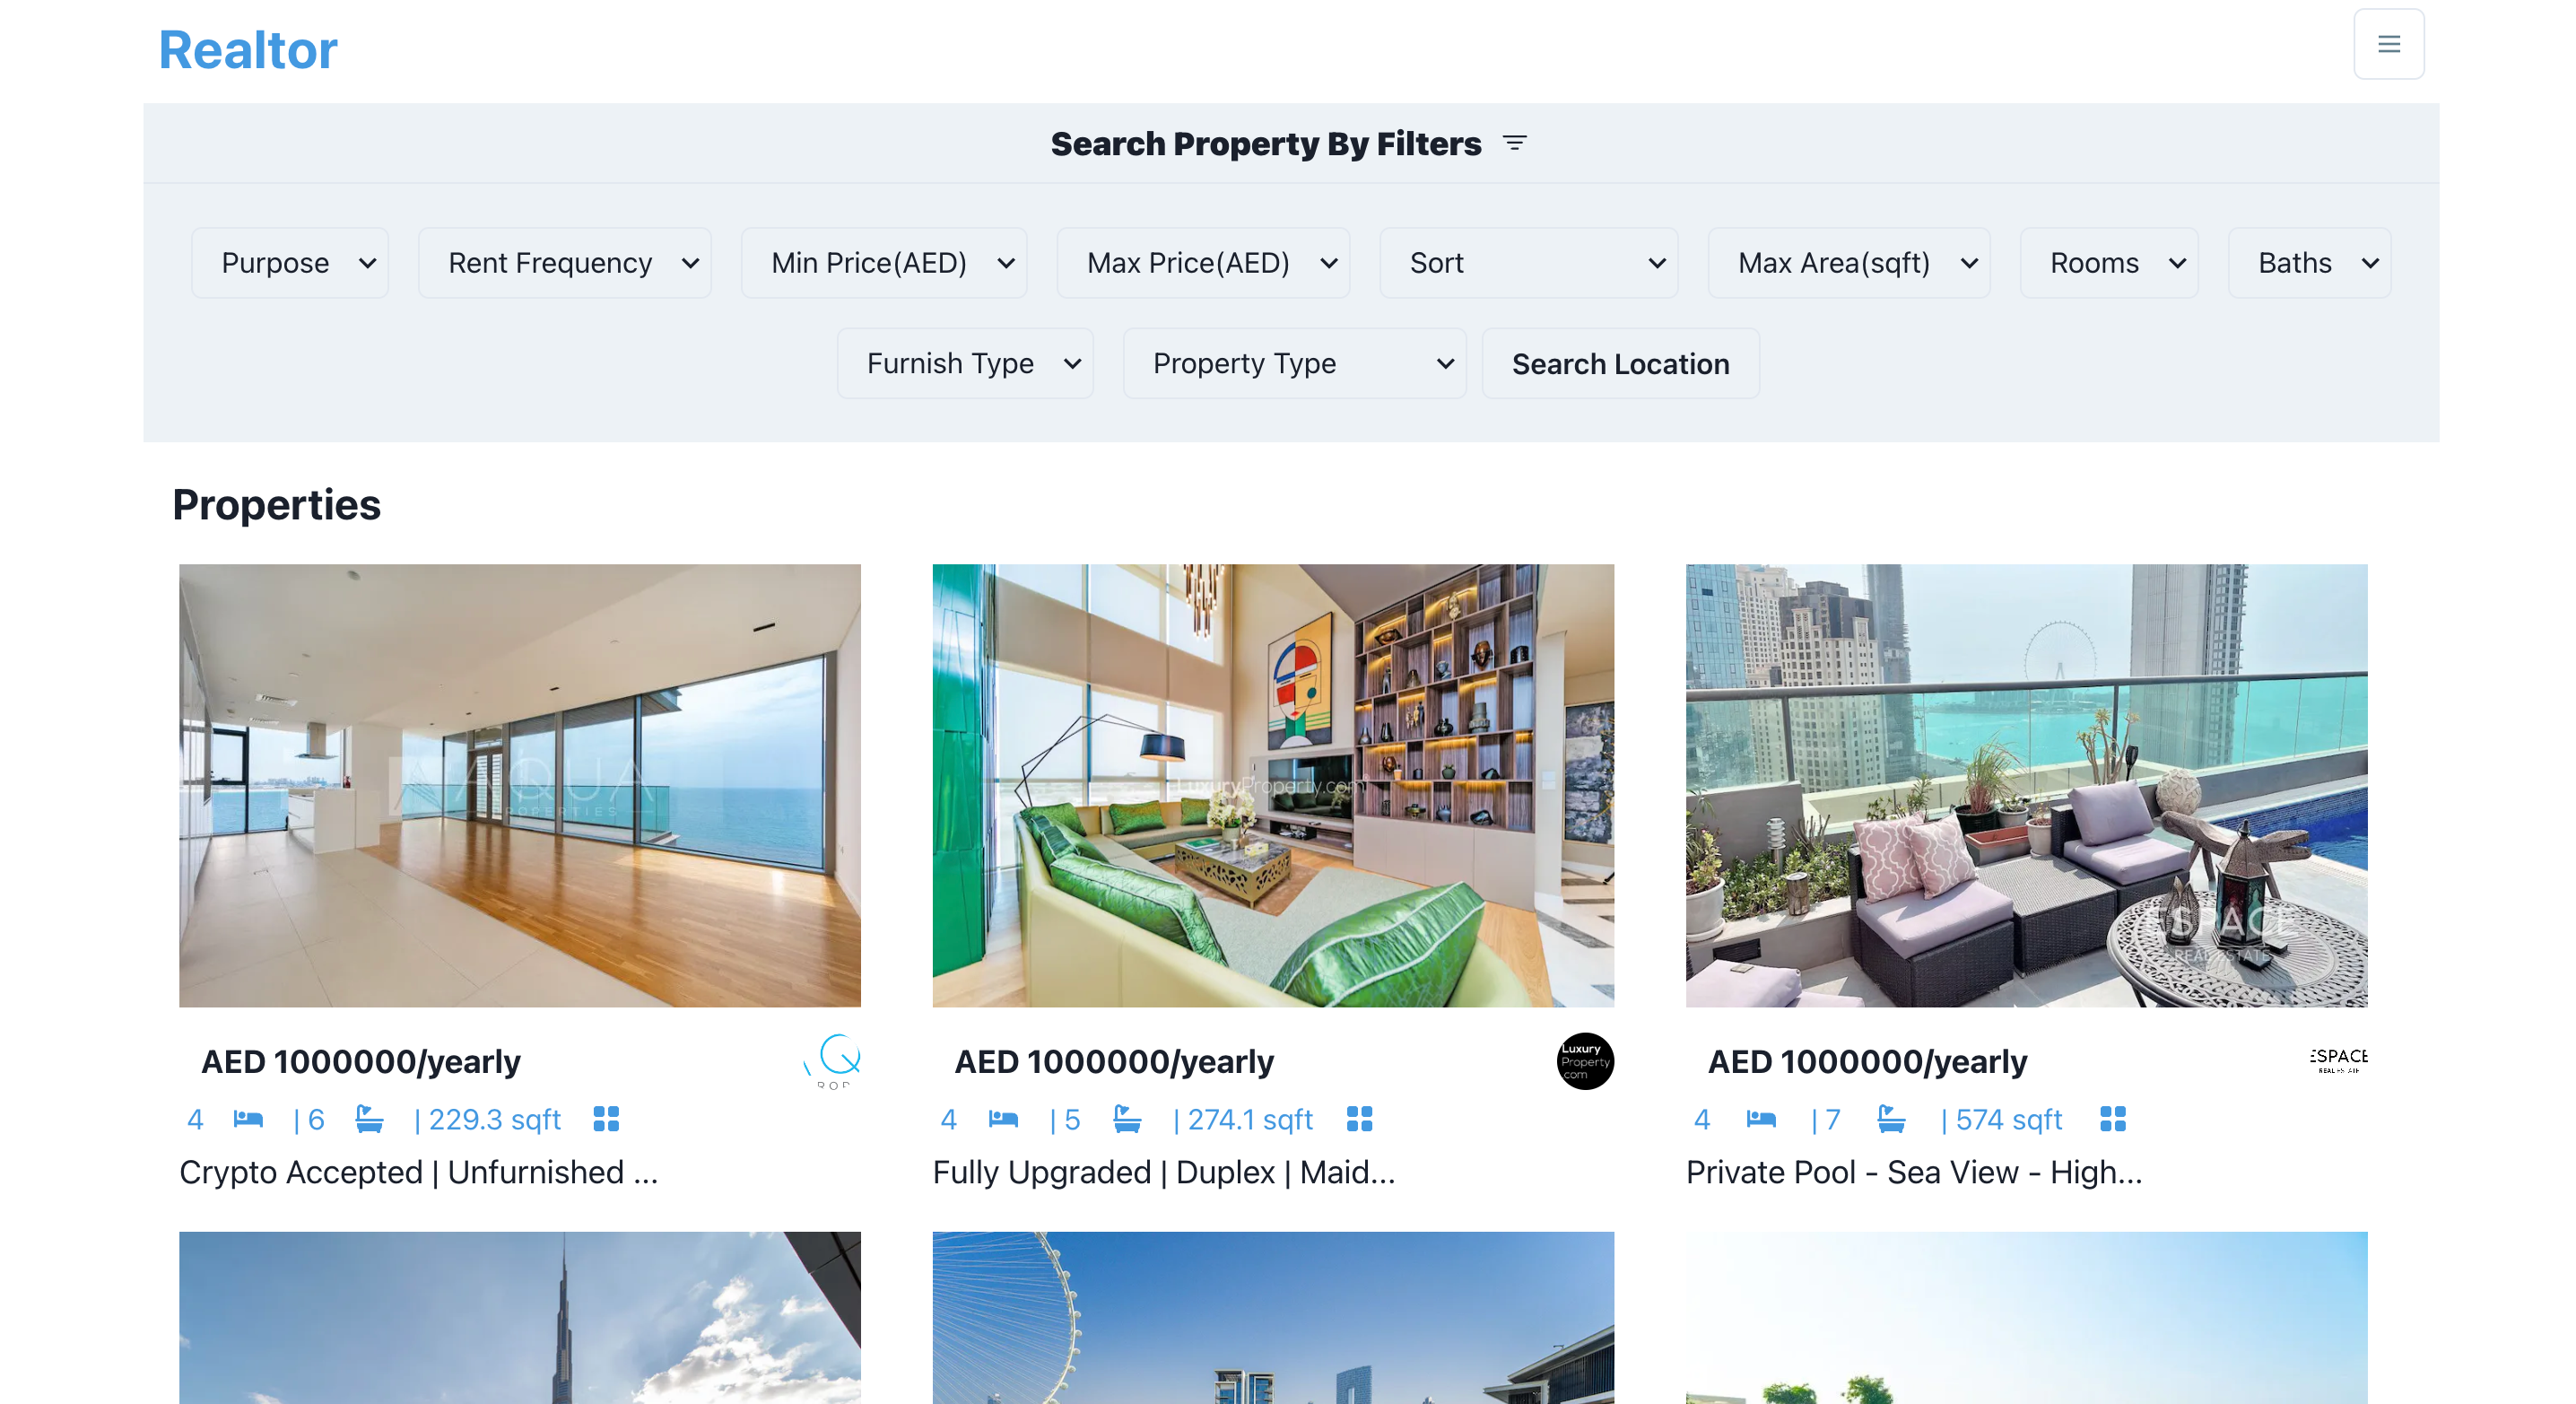 Realtor
Search Property By Filters
Purpose Rent Frequency Min Price(AED) Max Price(AED) Sort Max Area(sqft) Rooms Baths
Furnish Type Property Type Search Location
Properties
AQUA
PROPERTIES
LuxuryProperty.com
ESPACE
REAL ESTATE
AED 1000000/yearly
4 | 6 | 229.3 sqft
Crypto Accepted | Unfurnished ...
AED 1000000/yearly
Luxury
Property
.com
4 | 5 | 274.1 sqft
Fully Upgraded | Duplex | Maid...
AED 1000000/yearly
ESPACE
4 | 7 | 574 sqft
Private Pool - Sea View - High...